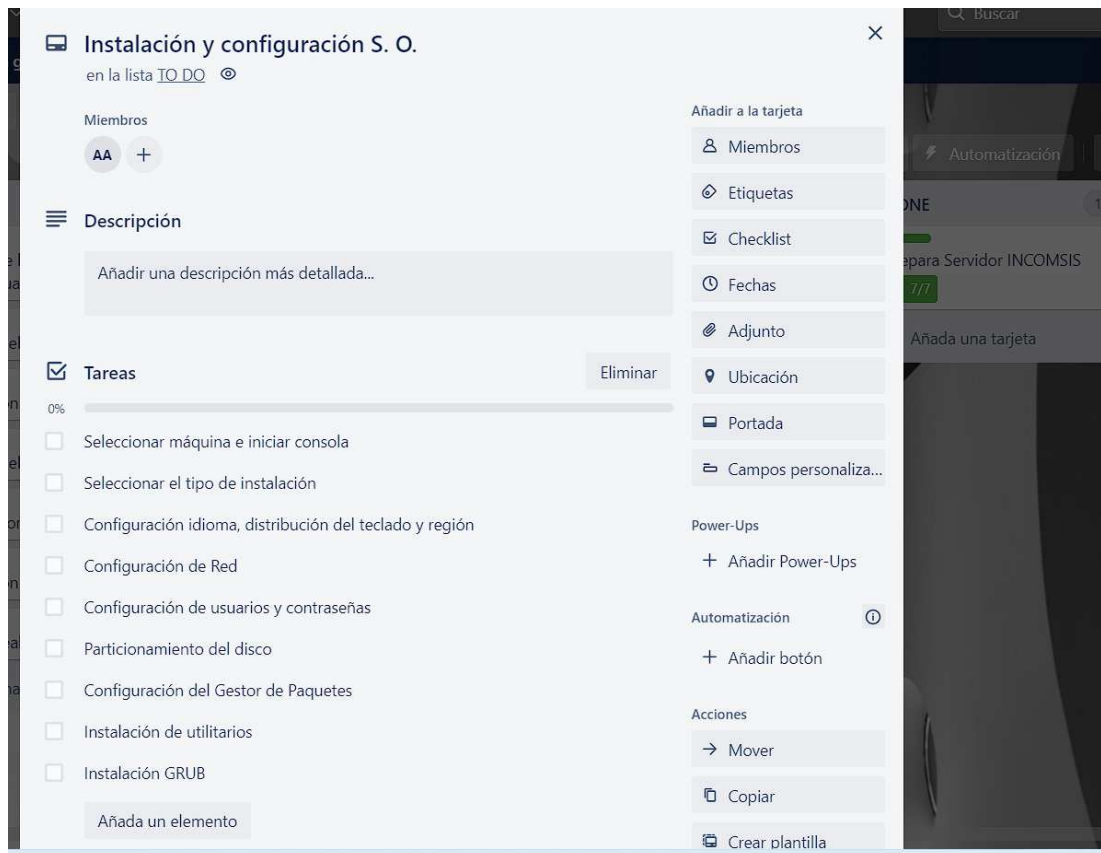 Buscar
Instalación y configuración S. O.
en la lista TO DO
Miembros
AA
Descripción
Añadir una descripción más detallada...
Tareas
Eliminar
0%
Seleccionar máquina e iniciar consola
Seleccionar el tipo de instalación
Configuración idioma, distribución del teclado y región
Configuración de Red
Configuración de usuarios y contraseñas
Particionamiento del disco
Configuración del Gestor de Paquetes
Instalación de utilitarios
Instalación GRUB
Añada un elemento
Añadir a la tarjeta
Miembros
Etiquetas
Checklist
Fechas
Adjunto
Ubicación
Portada
Campos personaliza...
Power-Ups
+ Añadir Power-Ups
Automatización
+ Añadir botón
Acciones
Mover
Copiar
Crear plantilla
Automatización
Servidor INCOMSIS
7/7
Añada una tarjeta